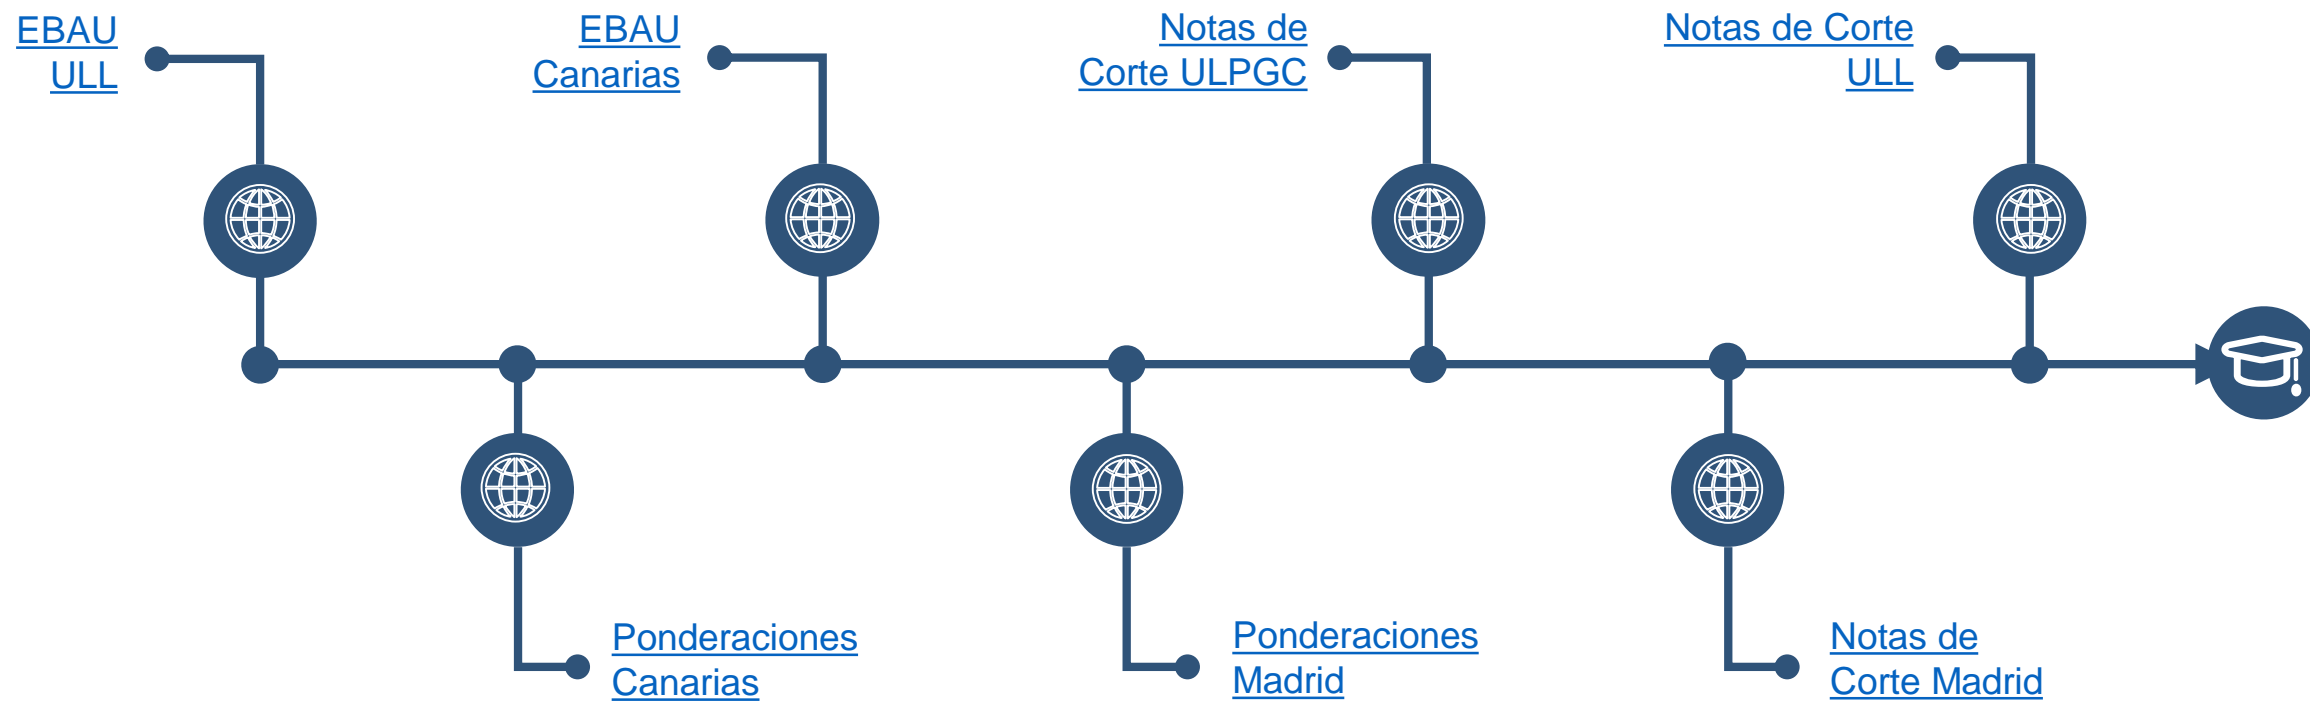 EBAU
ULL
EBAU
Canarias
Notas de
Corte ULPGC
Notas de Corte
ULL
Ponderaciones
Canarias
Ponderaciones
Madrid
Notas de
Corte Madrid